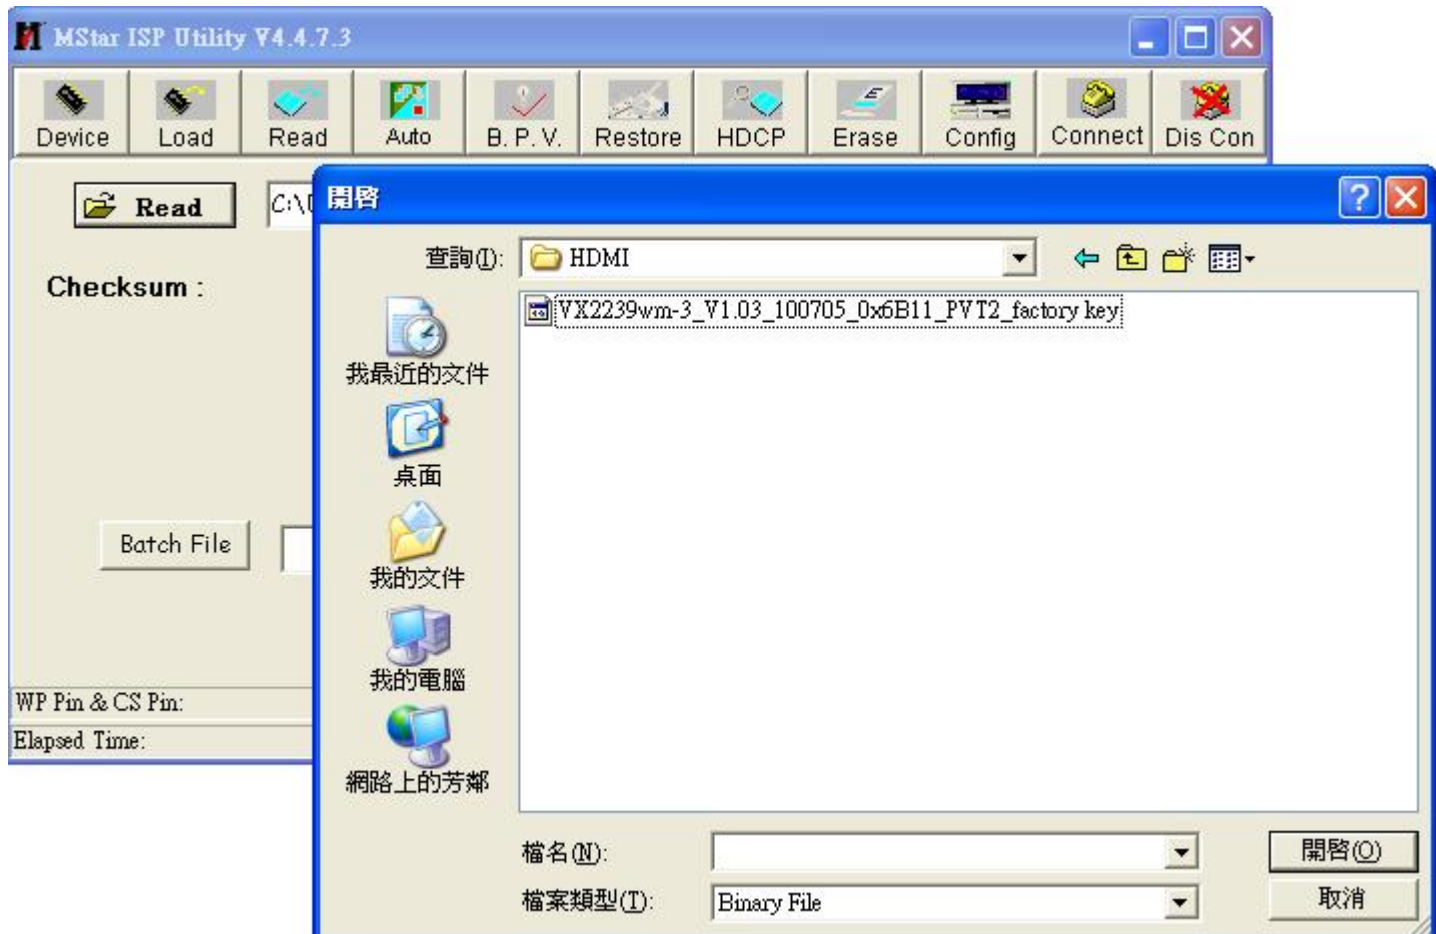 MStar ISP Utility V4.4.7.3
Device Load Read Auto B. P. V. Restore HDCP Erase Config Connect Dis Con
Read C:\
開啓
查詢(I): HDMI
Checksum :
VX2239wm-3_V1.03_100705_0x6B11_PVT2_factory key
我最近的文件
桌面
Batch File
我的文件
我的電腦
WP Pin & CS Pin:
Elapsed Time:
網路上的芳鄰
檔名(N): 開啓(O)
檔案類型(T): Binary File 取消